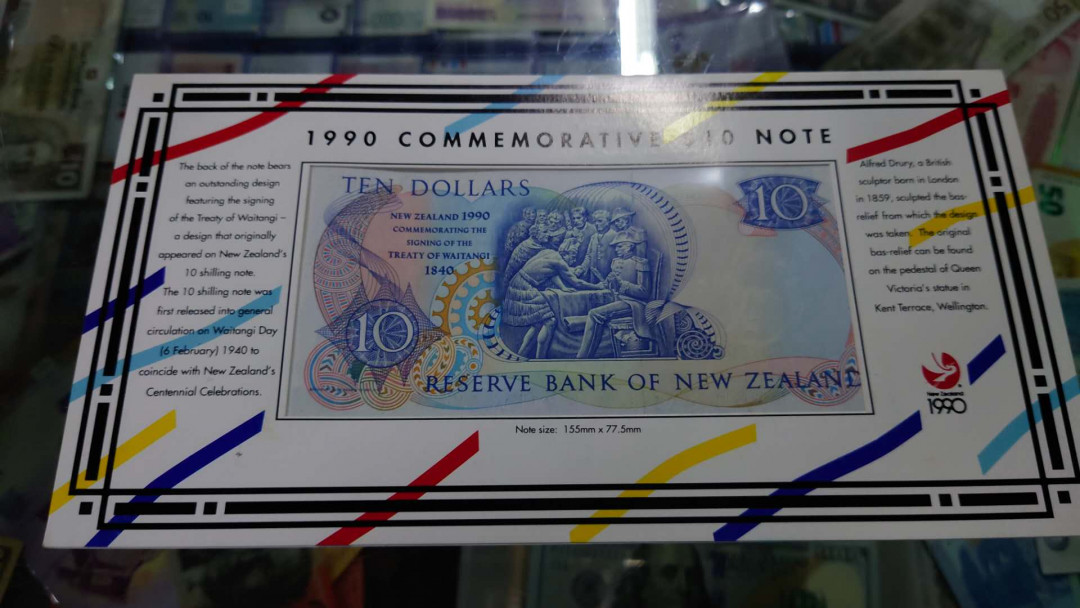 1990 COMMEMORATIVE $10 NOTE
The back of the note bears
an outstanding design
featuring the signing
of the Treaty of Waitangi –
a design that originally
appeared on New Zealand's
10 shilling note.
The 10 shilling note was
first released into general
circulation on Waitangi Day
(6 February) 1940 to
coincide with New Zealand's
Centennial Celebrations.
TEN DOLLARS
10
NEW ZEALAND 1990
COMMEMORATING THE
SIGNING OF THE
TREATY OF WAITANGI
1840
10
RESERVE BANK OF NEW ZEALAND
Note size: 155mm x 77.5mm
Alfred Drury, a British
sculptor born in London
in 1859, sculpted the bas-
relief from which the design
was taken. The original
bas-relief can be found
on the pedestal of Queen
Victoria's statue in
Kent Terrace, Wellington.
New Zealand
1990